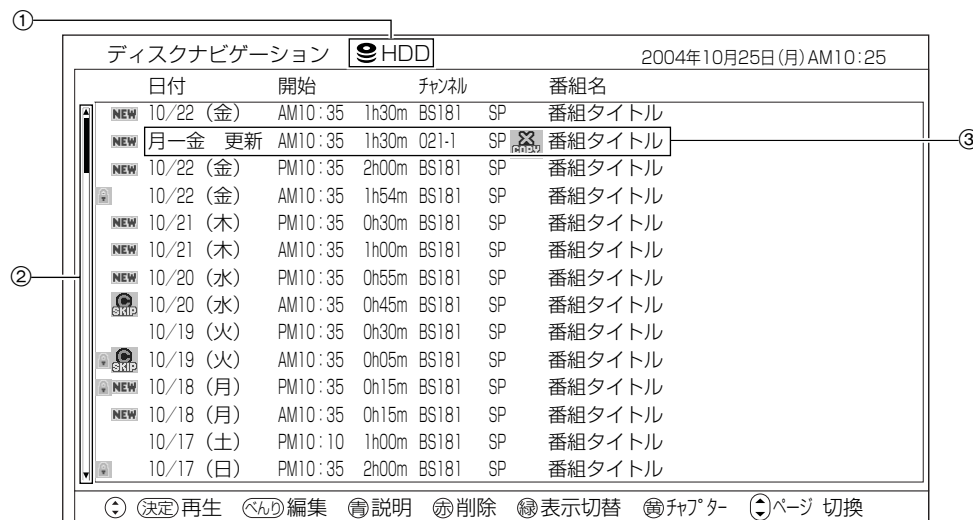 ①
ディスクナビゲーション HDD 2004年10月25日(月)AM10:25
日付 開始 チャンネル 番組名
NEW 10/22 (金) AM10:35 1h30m BS181 SP 番組タイトル
NEW 月ー金 更新 AM10:35 1h30m 021-1 SP COPY 番組タイトル ③
NEW 10/22 (金) PM10:35 2h00m BS181 SP 番組タイトル
10/22 (金) AM10:35 1h54m BS181 SP 番組タイトル
NEW 10/21 (木) PM10:35 0h30m BS181 SP 番組タイトル
NEW 10/21 (木) AM10:35 1h00m BS181 SP 番組タイトル
② NEW 10/20 (水) PM10:35 0h55m BS181 SP 番組タイトル
C SKIP 10/20 (水) AM10:35 0h45m BS181 SP 番組タイトル
10/19 (火) PM10:35 0h30m BS181 SP 番組タイトル
C SKIP 10/19 (火) AM10:35 0h05m BS181 SP 番組タイトル
NEW 10/18 (月) PM10:35 0h15m BS181 SP 番組タイトル
NEW 10/18 (月) AM10:35 0h15m BS181 SP 番組タイトル
10/17 (土) PM10:10 1h00m BS181 SP 番組タイトル
10/17 (日) PM10:35 2h00m BS181 SP 番組タイトル
決定 再生 べんり 編集 青 説明 赤 削除 緑 表示切替 黄 チャプター ページ 切換